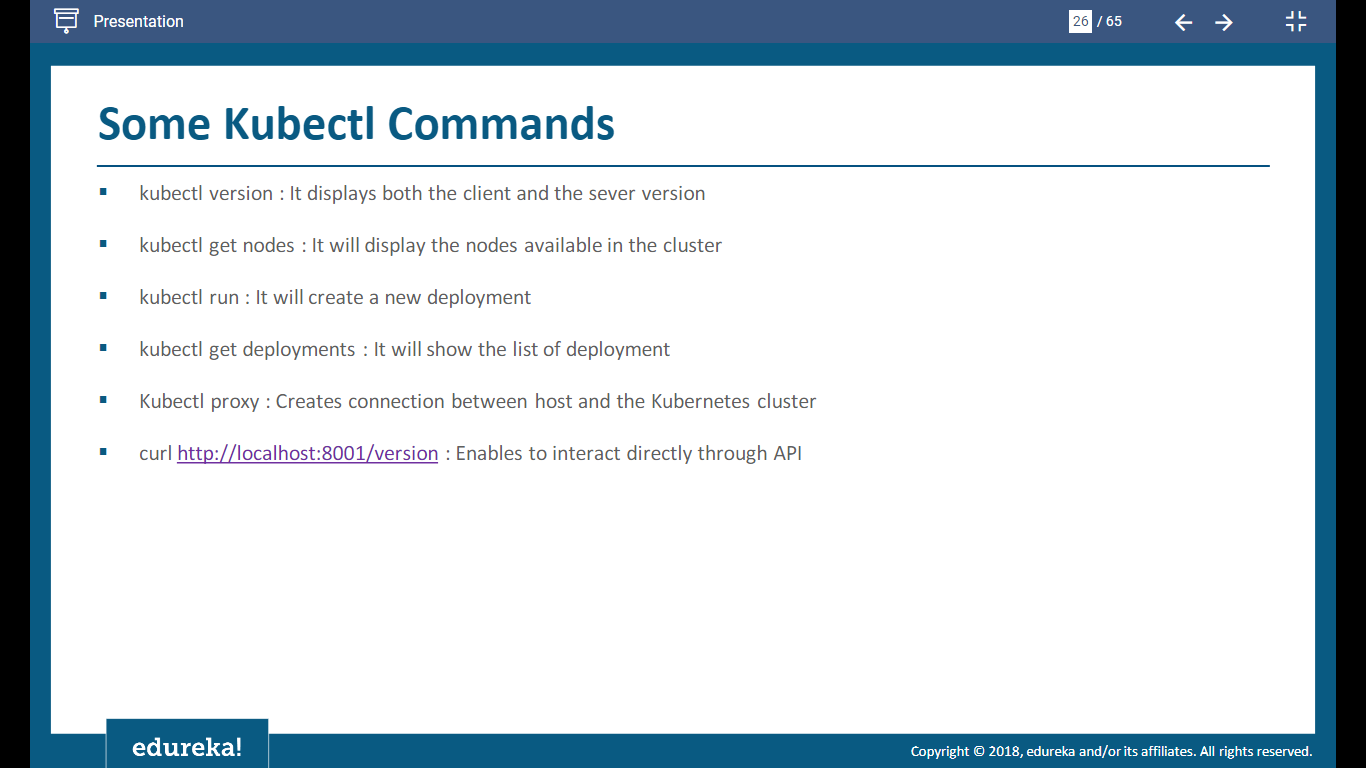 Presentation
26 / 65
Some Kubectl Commands
kubectl version : It displays both the client and the sever version
kubectl get nodes : It will display the nodes available in the cluster
kubectl run : It will create a new deployment
kubectl get deployments : It will show the list of deployment
Kubectl proxy : Creates connection between host and the Kubernetes cluster
curl http://localhost:8001/version : Enables to interact directly through API
edureka!
Copyright © 2018, edureka and/or its affiliates. All rights reserved.